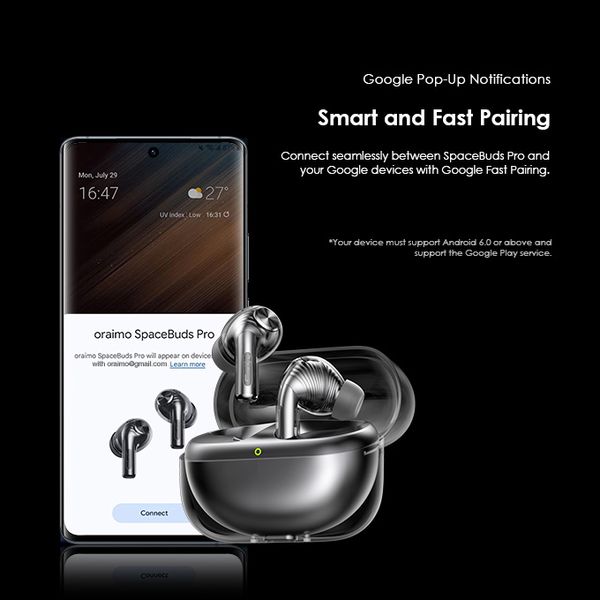 Google Pop-Up Notifications
Smart and Fast Pairing
Connect seamlessly between SpaceBuds Pro and
your Google devices with Google Fast Pairing.
*Your device must support Android 6.0 or above and
support the Google Play service.
Mon, July 29
16:47
27°
UV index : Low 16:31
oraimo SpaceBuds Pro
oraimo SpaceBuds Pro will appear on devices
with oraimo@gmail.com Learn more
Connect